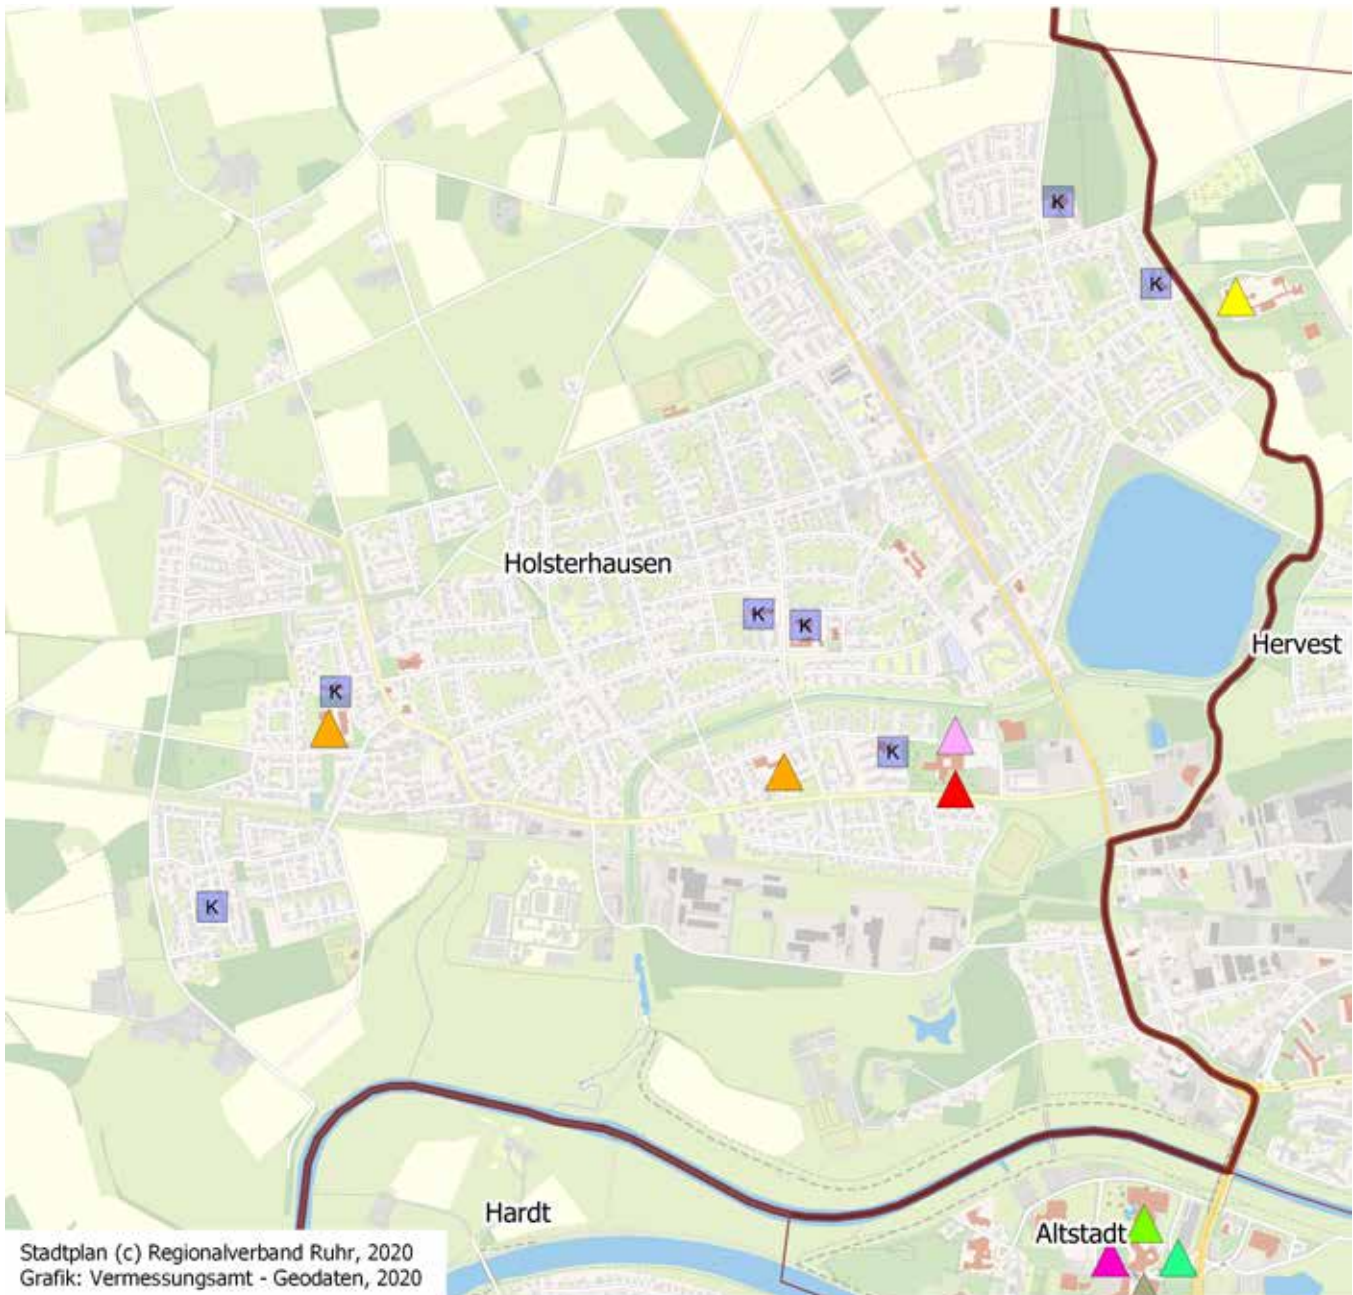 K
K
Holsterhausen
K
K
Hervest
K
K
K
Hardt
Altstadt
Stadtplan (c) Regionalverband Ruhr, 2020
Grafik: Vermessungsamt - Geodaten, 2020